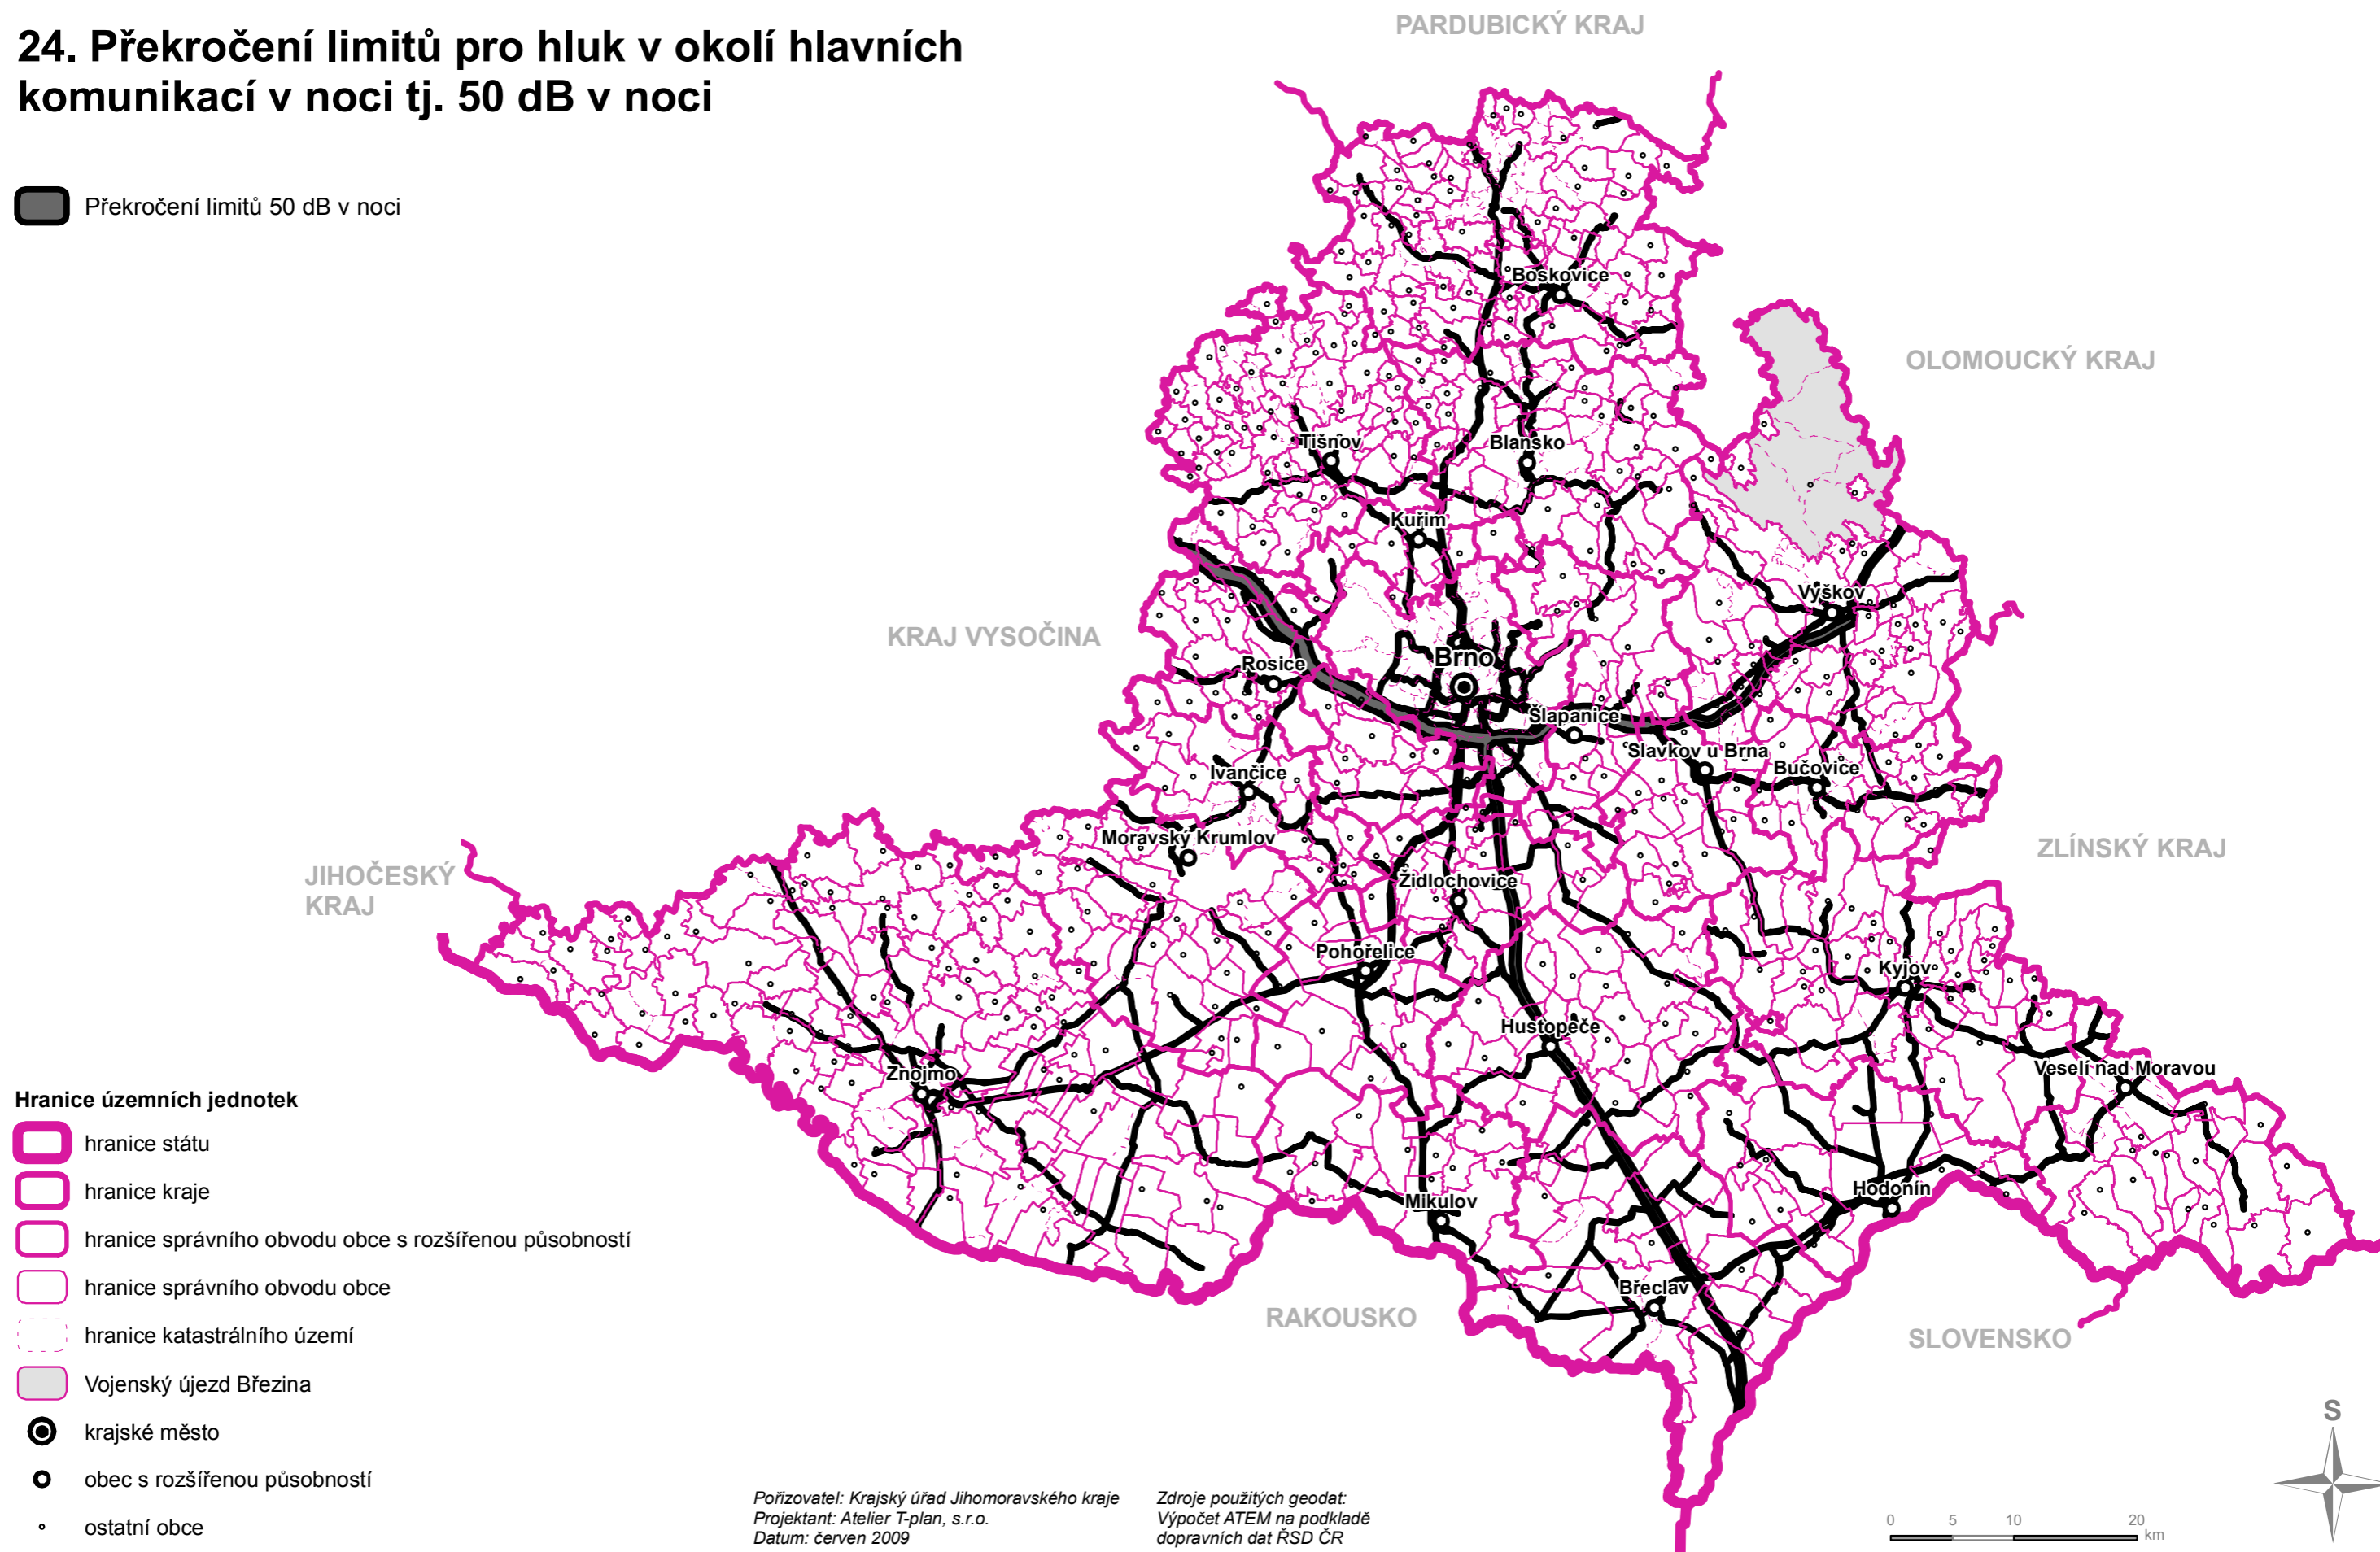 24. Překročení limitů pro hluk v okolí hlavních
komunikací v noci tj. 50 dB v noci
Překročení limitů 50 dB v noci
PARDUBICKÝ KRAJ
OLOMOUCKÝ KRAJ
KRAJ VYSOČINA
ZLÍNSKÝ KRAJ
JIHOČESKÝ
KRAJ
RAKOUSKO
SLOVENSKO
Boskovice
Tišnov
Blansko
Kuřim
Vyškov
Brno
Rosice
Šlapanice
Slavkov u Brna
Bučovice
Ivančice
Moravský Krumlov
Židlochovice
Pohořelice
Kyjov
Hustopeče
Znojmo
Veselí nad Moravou
Hodonín
Mikulov
Břeclav
Hranice územních jednotek
hranice státu
hranice kraje
hranice správního obvodu obce s rozšířenou působností
hranice správního obvodu obce
hranice katastrálního území
Vojenský újezd Březina
krajské město
obec s rozšířenou působností
ostatní obce
Pořizovatel: Krajský úřad Jihomoravského kraje
Projektant: Atelier T-plan, s.r.o.
Datum: červen 2009
Zdroje použitých geodat:
Výpočet ATEM na podkladě
dopravních dat ŘSD ČR
0 5 10 20
km
S